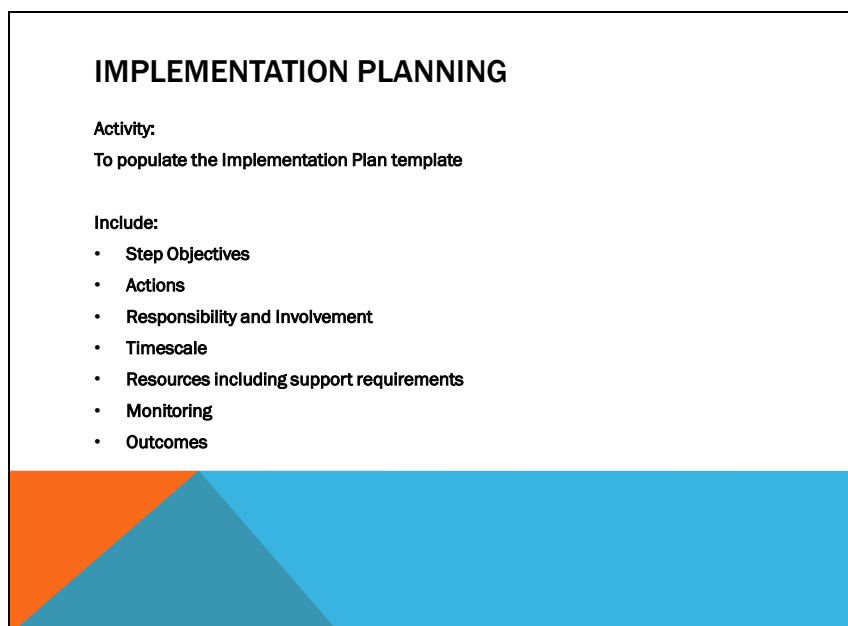 IMPLEMENTATION PLANNING
Activity:
To populate the Implementation Plan template
Include:
• Step Objectives
• Actions
• Responsibility and Involvement
• Timescale
• Resources including support requirements
• Monitoring
• Outcomes